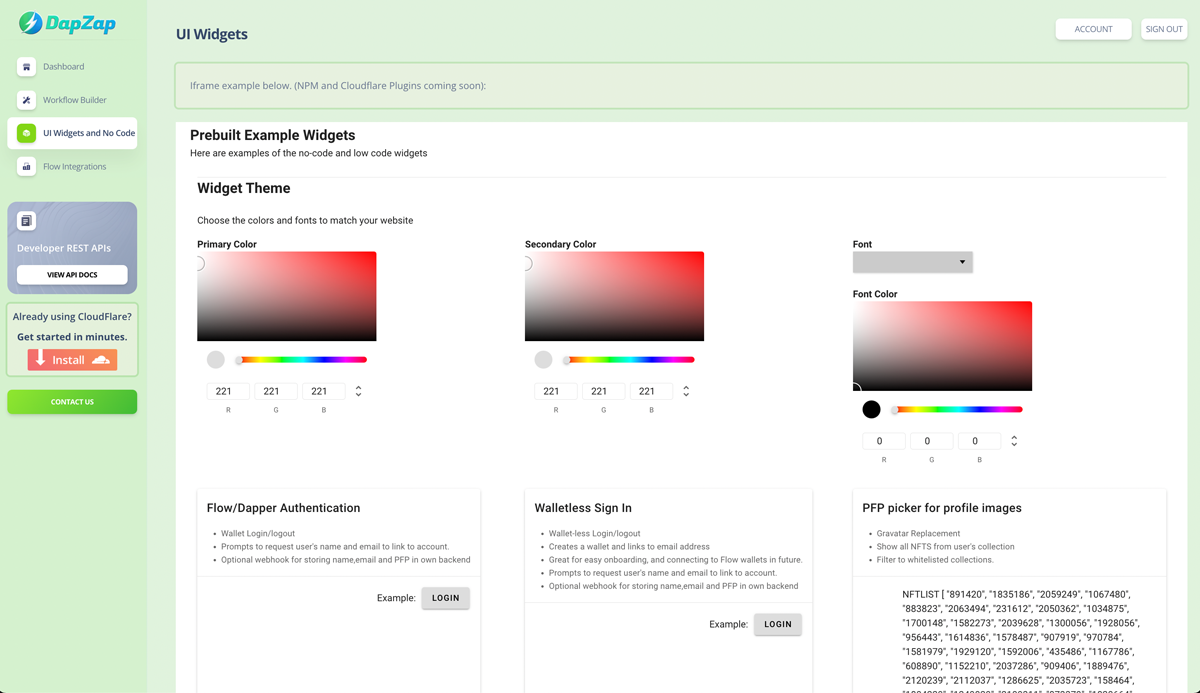 DapZap
Dashboard
Workflow Builder
UI Widgets and No Code
Flow Integrations
Developer REST APIs
VIEW API DOCS
Already using CloudFlare?
Get started in minutes.
Install
CONTACT US
UI Widgets
ACCOUNT
SIGN OUT
Iframe example below. (NPM and Cloudflare Plugins coming soon):
Prebuilt Example Widgets
Here are examples of the no-code and low code widgets
Widget Theme
Choose the colors and fonts to match your website
Primary Color
221 221 221
R G B
Secondary Color
221 221 221
R G B
Font
Font Color
0 0 0
R G B
Flow/Dapper Authentication
• Wallet Login/logout
• Prompts to request user's name and email to link to account.
• Optional webhook for storing name,email and PFP in own backend
Example: LOGIN
Walletless Sign In
• Wallet-less Login/logout
• Creates a wallet and links to email address
• Great for easy onboarding, and connecting to Flow wallets in future.
• Prompts to request user's name and email to link to account.
• Optional webhook for storing name,email and PFP in own backend
Example: LOGIN
PFP picker for profile images
• Gravatar Replacement
• Show all NFTS from user's collection
• Filter to whitelisted collections.
NFTLIST [ "891420", "1835186", "2059249", "1067480",
"883823", "2063494", "231612", "2050362", "1034875",
"1700148", "1582273", "2039628", "1300056", "1928056",
"956443", "1614836", "1578487", "907919", "970784",
"1581979", "1929120", "1592006", "435486", "1167786",
"608890", "1152210", "2037286", "909406", "1889476",
"2120239", "2112037", "1286625", "2035723", "158464",